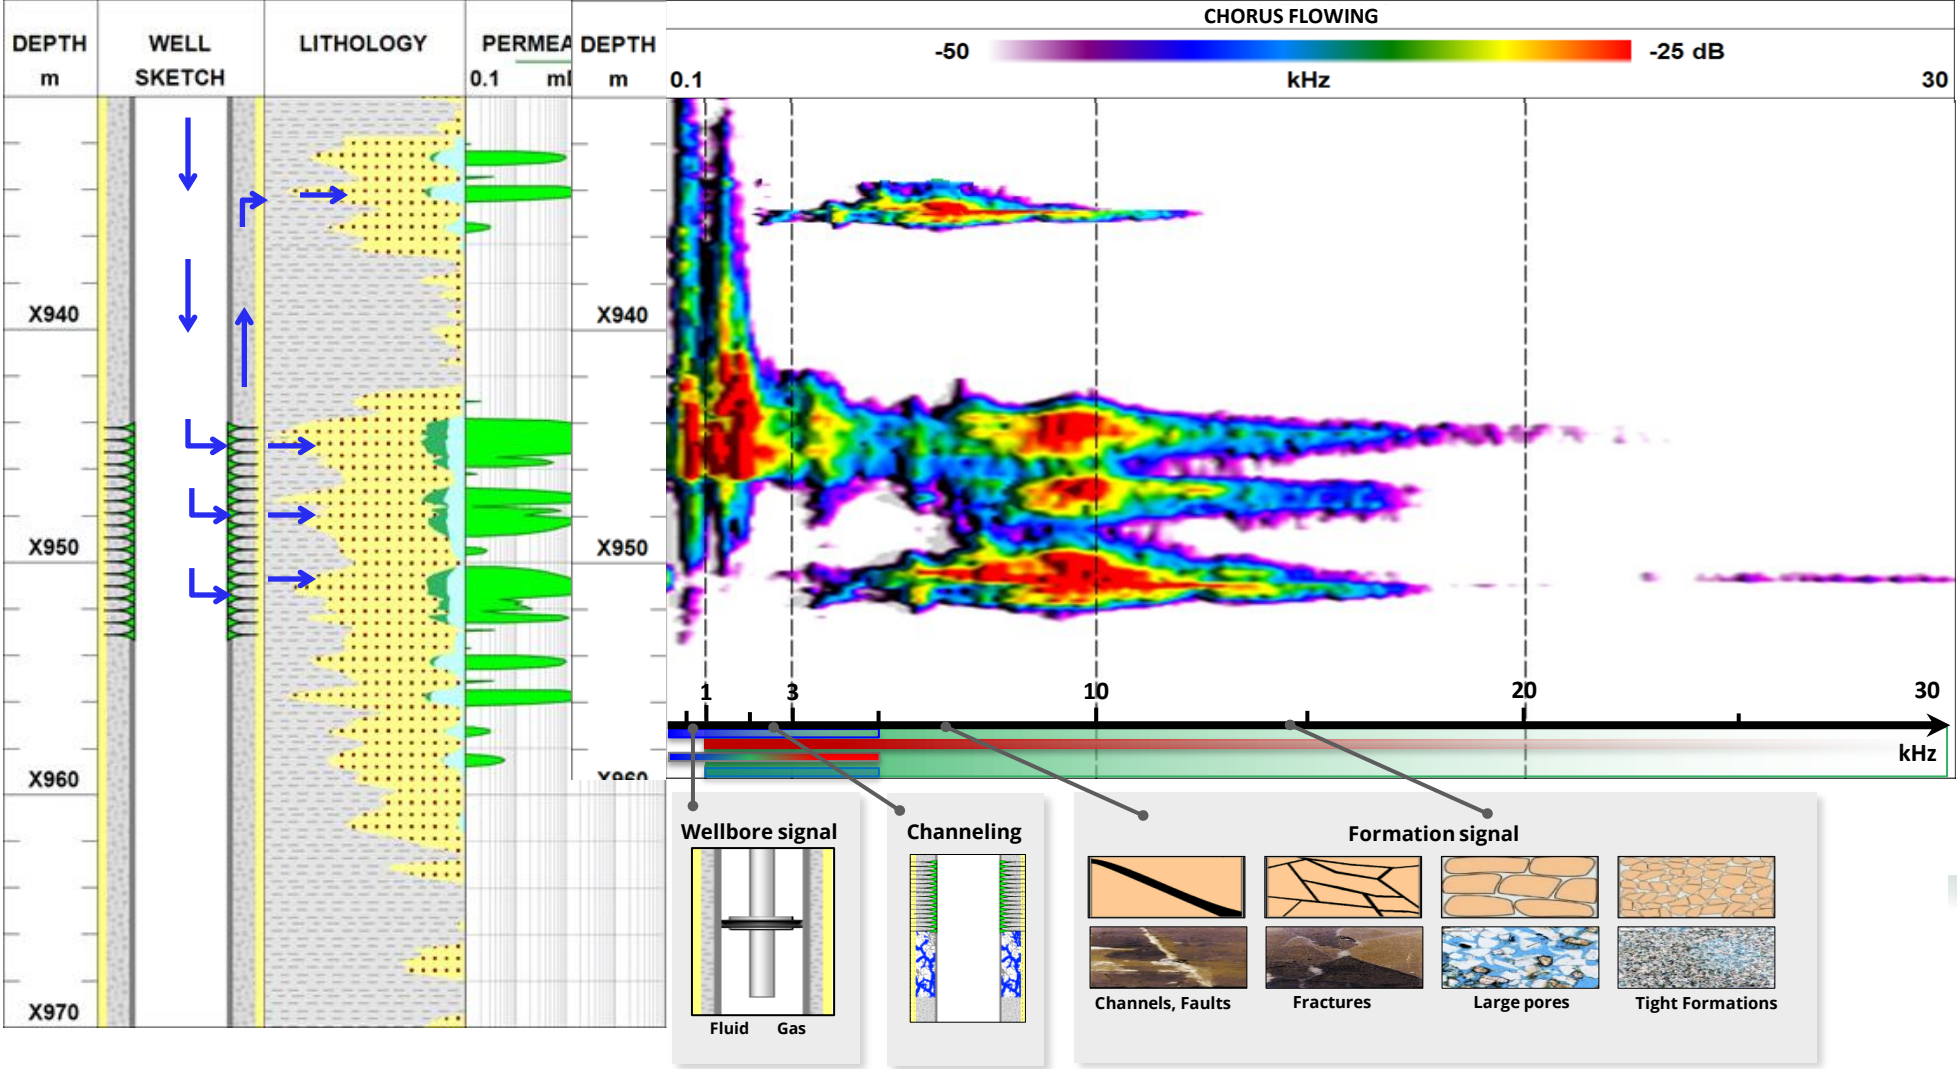 CHORUS FLOWING
DEPTH
m
WELL
SKETCH
LITHOLOGY
PERMEA
0.1
DEPTH
m
-50
-25 dB
0.1
kHz
30
X940
X950
X960
X970
X940
X950
X960
1
3
10
20
30
kHz
Wellbore signal
Fluid
Gas
Channeling
Formation signal
Channels, Faults
Fractures
Large pores
Tight Formations